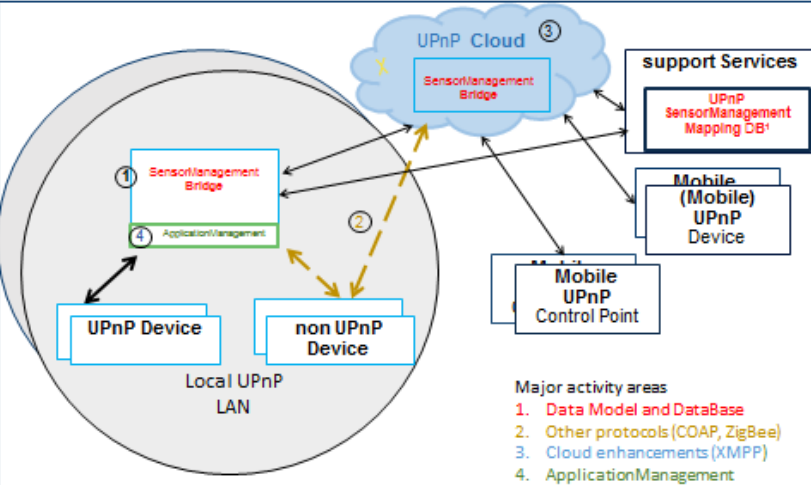 UPnP Cloud
3
SensorManagement
Bridge
support Services
UPnP
SensorManagement
Mapping DB¹
1
SensorManagement
Bridge
4
ApplicationManagement
2
Mobile
(Mobile)
UPnP
Device
Mobile
UPnP
Control Point
UPnP Device
non UPnP
Device
Local UPnP
LAN
Major activity areas
1. Data Model and DataBase
2. Other protocols (COAP, ZigBee)
3. Cloud enhancements (XMPP)
4. ApplicationManagement